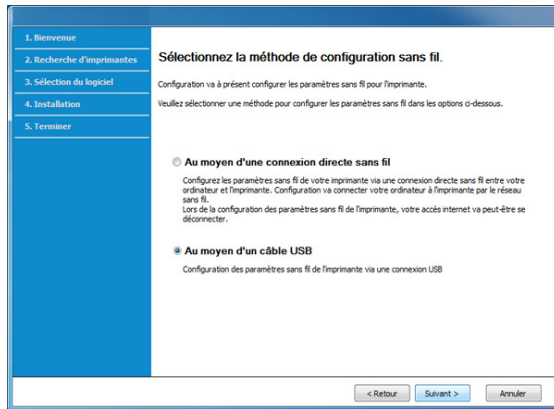 1. Bienvenue
2. Recherche d'imprimantes
3. Sélection du logiciel
4. Installation
5. Terminer
Sélectionnez la méthode de configuration sans fil.
Configuration va à présent configurer les paramètres sans fil pour l'imprimante.
Veuillez sélectionner une méthode pour configurer les paramètres sans fil dans les options ci-dessous.
Au moyen d'une connexion directe sans fil
Configurez les paramètres sans fil de votre imprimante via une connexion directe sans fil entre votre
ordinateur et l'imprimante. Configuration va connecter votre ordinateur à l'imprimante par le réseau
sans fil.
Lors de la configuration des paramètres sans fil de l'imprimante, votre accès internet va peut-être se
déconnecter.
Au moyen d'un câble USB
Configuration des paramètres sans fil de l'imprimante via une connexion USB
< Retour
Suivant >
Annuler